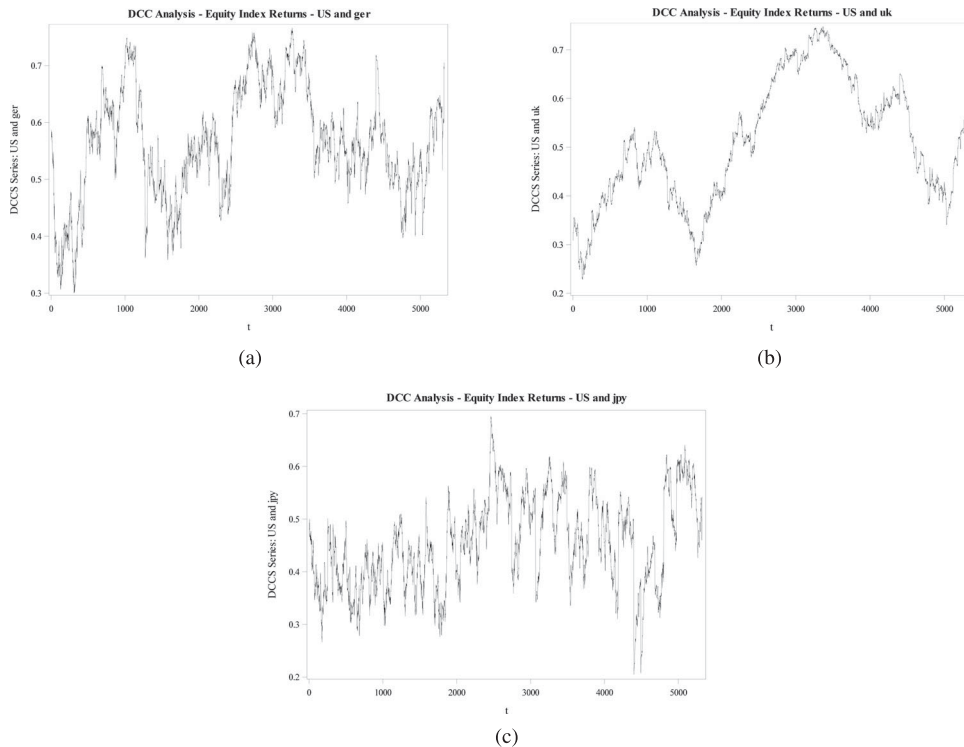 DCC Analysis - Equity Index Returns - US and ger
DCCS Series: US and ger
0.7
0.6
0.5
0.4
0.3
0 1000 2000 3000 4000 5000
t
(a)
DCC Analysis - Equity Index Returns - US and uk
DCCS Series: US and uk
0.7
0.6
0.5
0.4
0.3
0.2
0 1000 2000 3000 4000 5000
t
(b)
DCC Analysis - Equity Index Returns - US and jpy
DCCS Series: US and jpy
0.7
0.6
0.5
0.4
0.3
0.2
0 1000 2000 3000 4000 5000
t
(c)